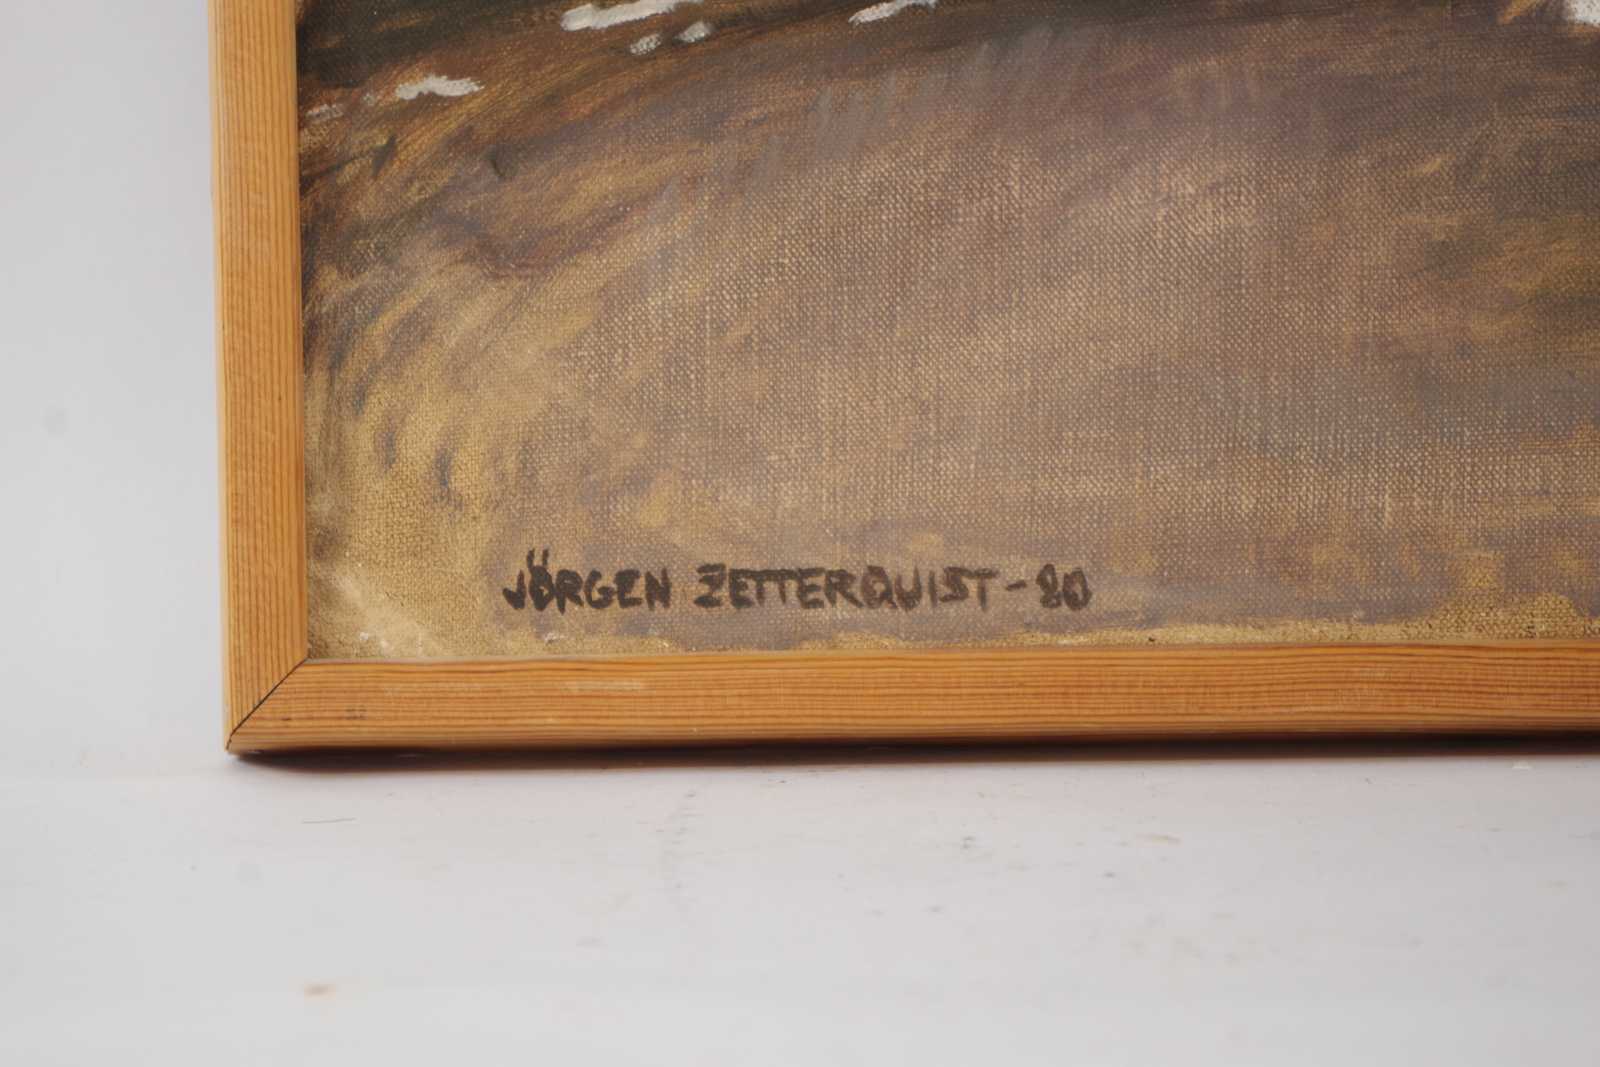 JÖRGEN ZETTERQUIST - 80